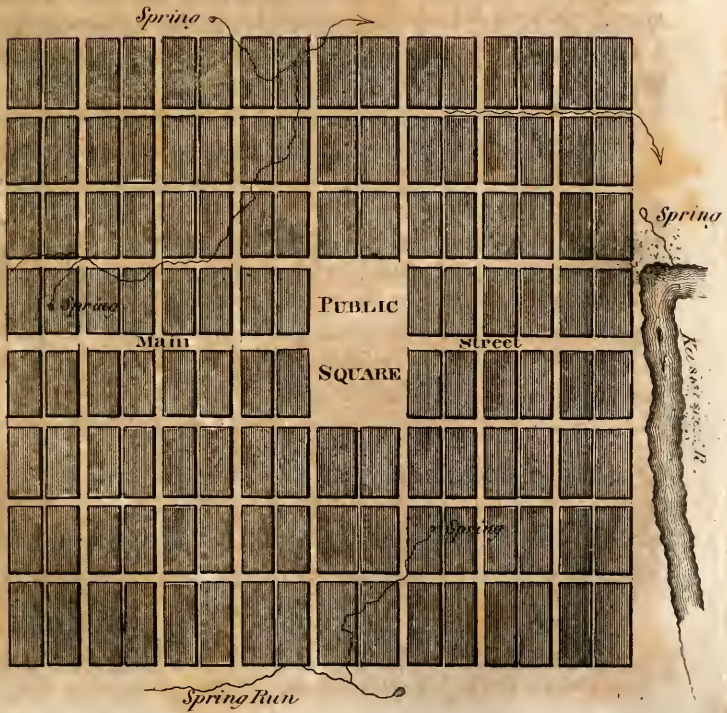 Spring
Spring
Spring
PUBLIC
Main street
SQUARE
R.
Spring
Spring Run